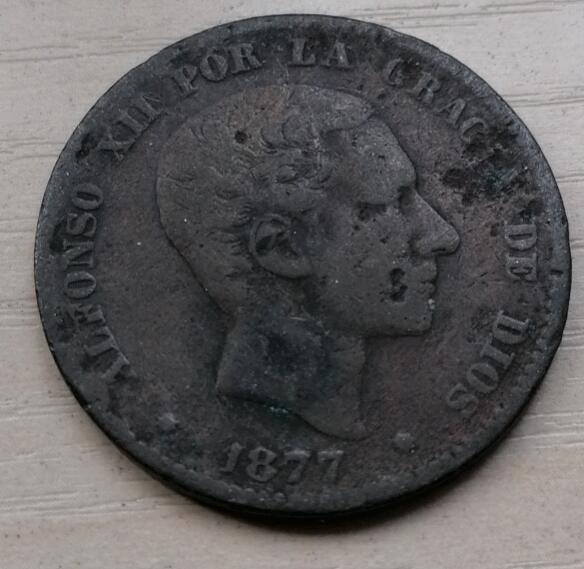 ALFONSO XII POR LA GRACIA DE DIOS
1877